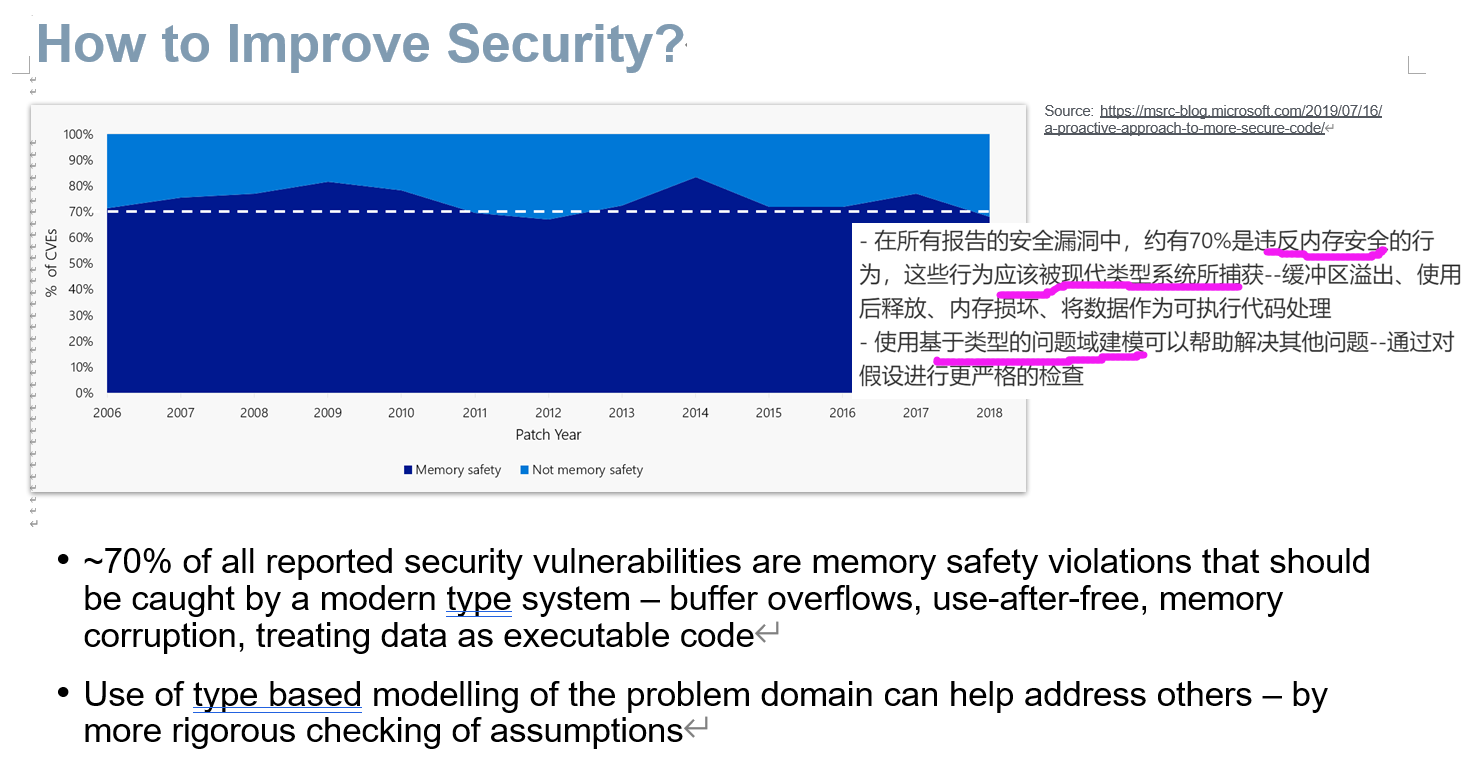 How to Improve Security?
Source: https://msrc-blog.microsoft.com/2019/07/16/
a-proactive-approach-to-more-secure-code/
100%
90%
80%
70%
60%
50%
40%
30%
20%
10%
0%
% of CVEs
2006 2007 2008 2009 2010 2011 2012 2013 2014 2015 2016 2017 2018
Patch Year
Memory safety Not memory safety
- 在所有报告的安全漏洞中，约有70%是违反内存安全的行
为，这些行为应该被现代类型系统所捕获--缓冲区溢出、使用
后释放、内存损坏、将数据作为可执行代码处理
- 使用基于类型的问题域建模可以帮助解决其他问题--通过对
假设进行更严格的检查
• ~70% of all reported security vulnerabilities are memory safety violations that should
be caught by a modern type system – buffer overflows, use-after-free, memory
corruption, treating data as executable code
• Use of type based modelling of the problem domain can help address others – by
more rigorous checking of assumptions